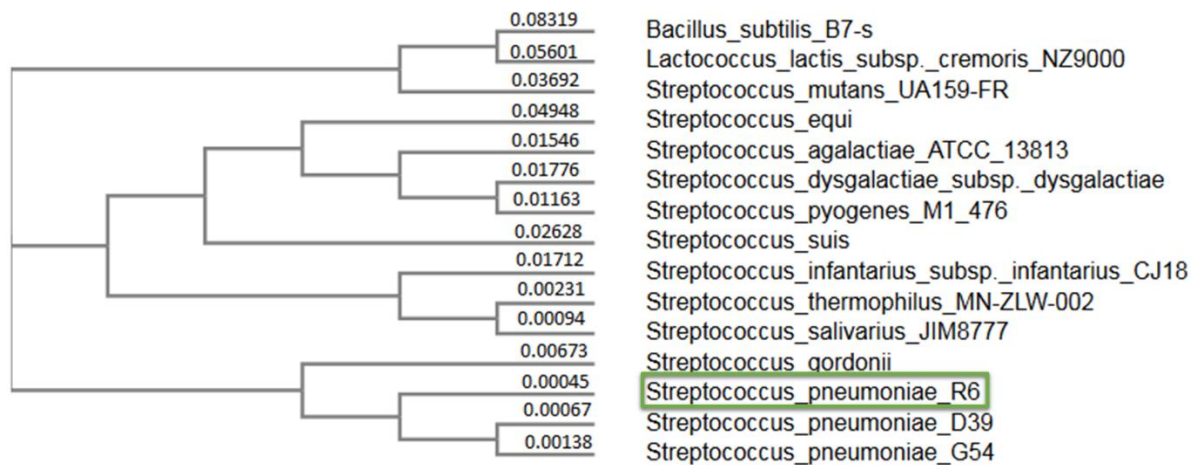 0.08319 Bacillus_subtilis_B7-s
0.05601 Lactococcus_lactis_subsp._cremoris_NZ9000
0.03692 Streptococcus_mutans_UA159-FR
0.04948 Streptococcus_equi
0.01546 Streptococcus_agalactiae_ATCC_13813
0.01776 Streptococcus_dysgalactiae_subsp._dysgalactiae
0.01163 Streptococcus_pyogenes_M1_476
0.02628 Streptococcus_suis
0.01712 Streptococcus_infantarius_subsp._infantarius_CJ18
0.00231 Streptococcus_thermophilus_MN-ZLW-002
0.00094 Streptococcus_salivarius_JIM8777
0.00673 Streptococcus_gordonii
0.00045 Streptococcus_pneumoniae_R6
0.00067 Streptococcus_pneumoniae_D39
0.00138 Streptococcus_pneumoniae_G54